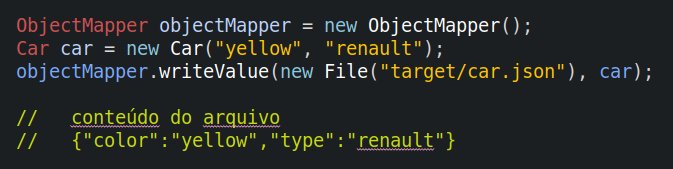 ObjectMapper objectMapper = new ObjectMapper();
Car car = new Car("yellow", "renault");
objectMapper.writeValue(new File("target/car.json"), car);
//   conteúdo do arquivo
//   {"color":"yellow","type":"renault"}